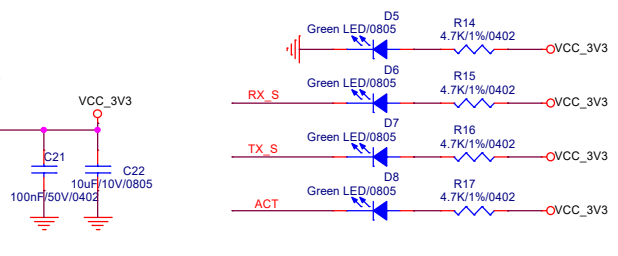 D5
Green LED/0805
R14
4.7K/1%/0402
VCC_3V3
D6
Green LED/0805
R15
4.7K/1%/0402
RX_S
VCC_3V3
VCC_3V3
D7
Green LED/0805
R16
4.7K/1%/0402
TX_S
VCC_3V3
C21
100nF/50V/0402
C22
10uF/10V/0805
D8
Green LED/0805
R17
4.7K/1%/0402
ACT
VCC_3V3